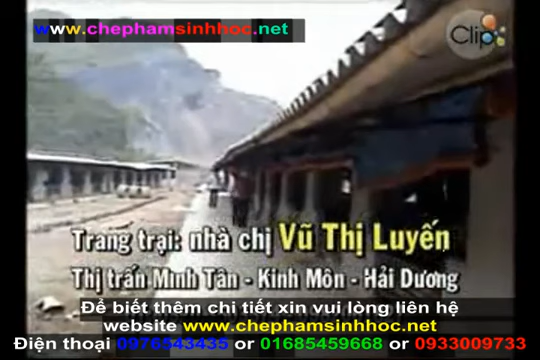 www.chephamsinhhoc.net
Clip
Trang trại: nhà chị Vũ Thị Luyến
Thị trấn Minh Tân - Kinh Môn - Hải Dương
Để biết thêm chi tiết xin vui lòng liên hệ
website www.chephamsinhhoc.net
Điện thoại 0976543435 or 01685459668 or 0933009733